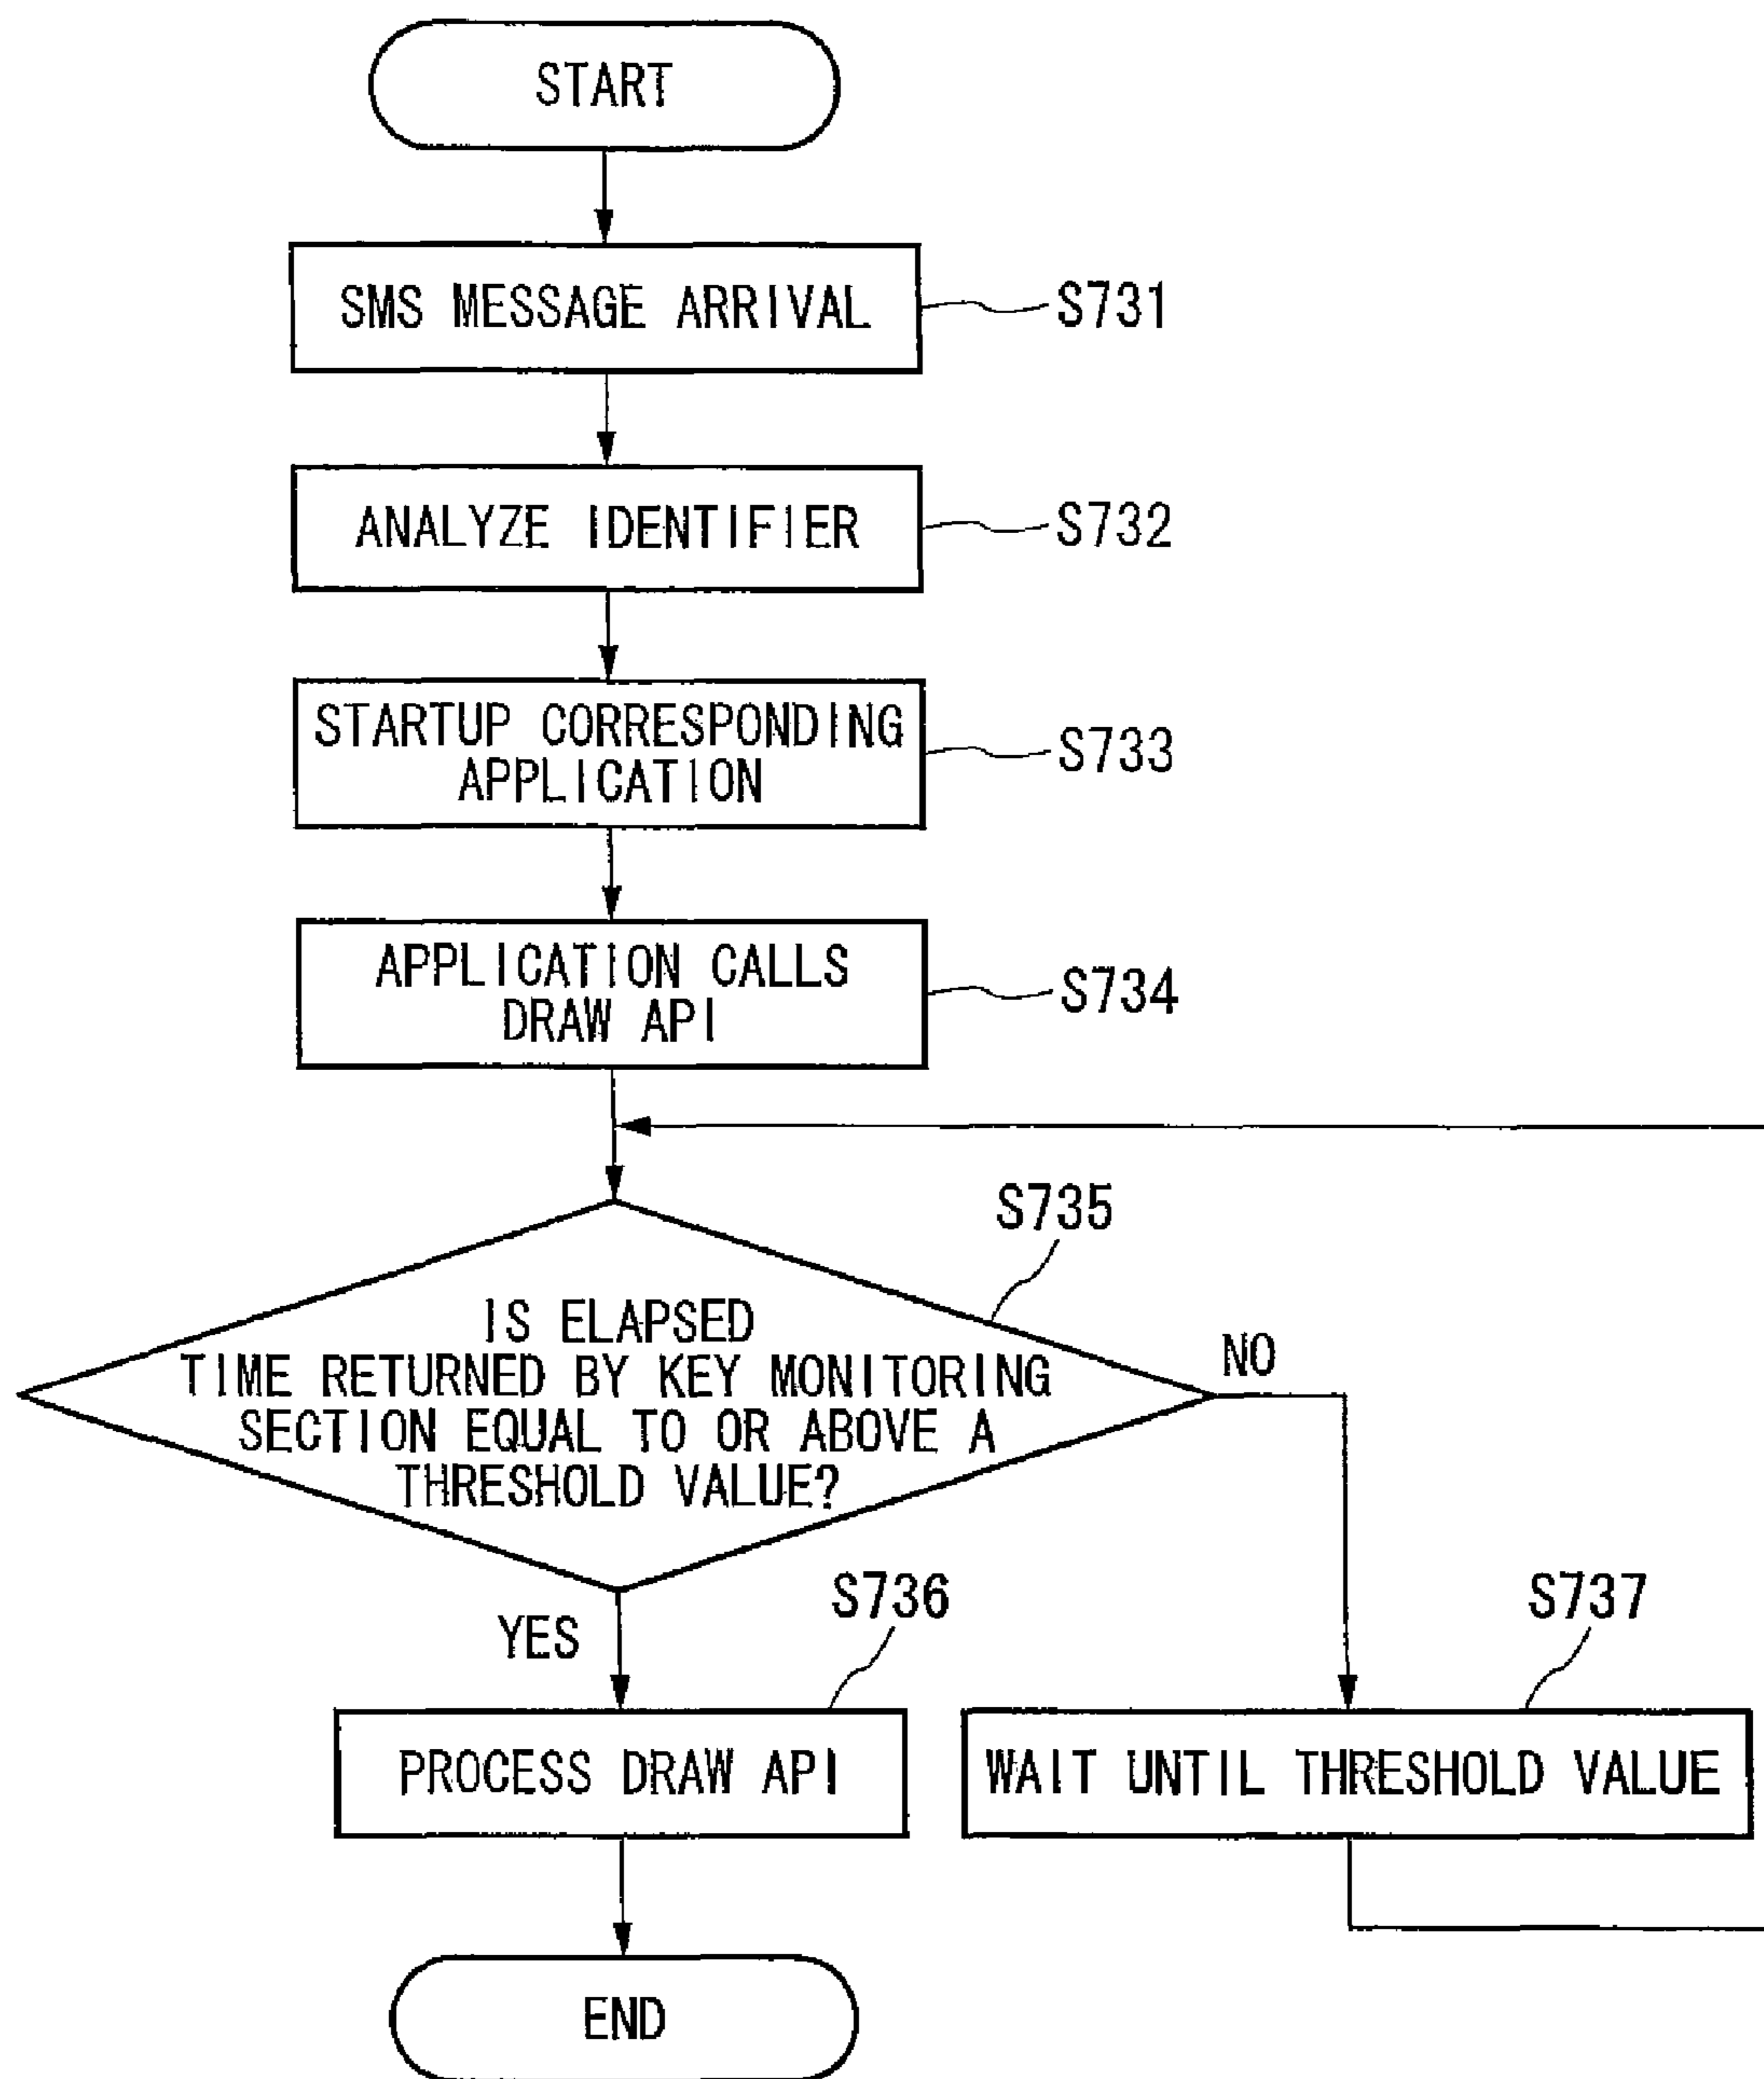 START
SMS MESSAGE ARRIVAL
S731
ANALYZE IDENTIFIER
S732
STARTUP CORRESPONDING
APPLICATION
S733
APPLICATION CALLS
DRAW API
S734
S735
IS ELAPSED
TIME RETURNED BY KEY MONITORING
SECTION EQUAL TO OR ABOVE A
THRESHOLD VALUE?
NO
YES
S736
S737
PROCESS DRAW API
WAIT UNTIL THRESHOLD VALUE
END